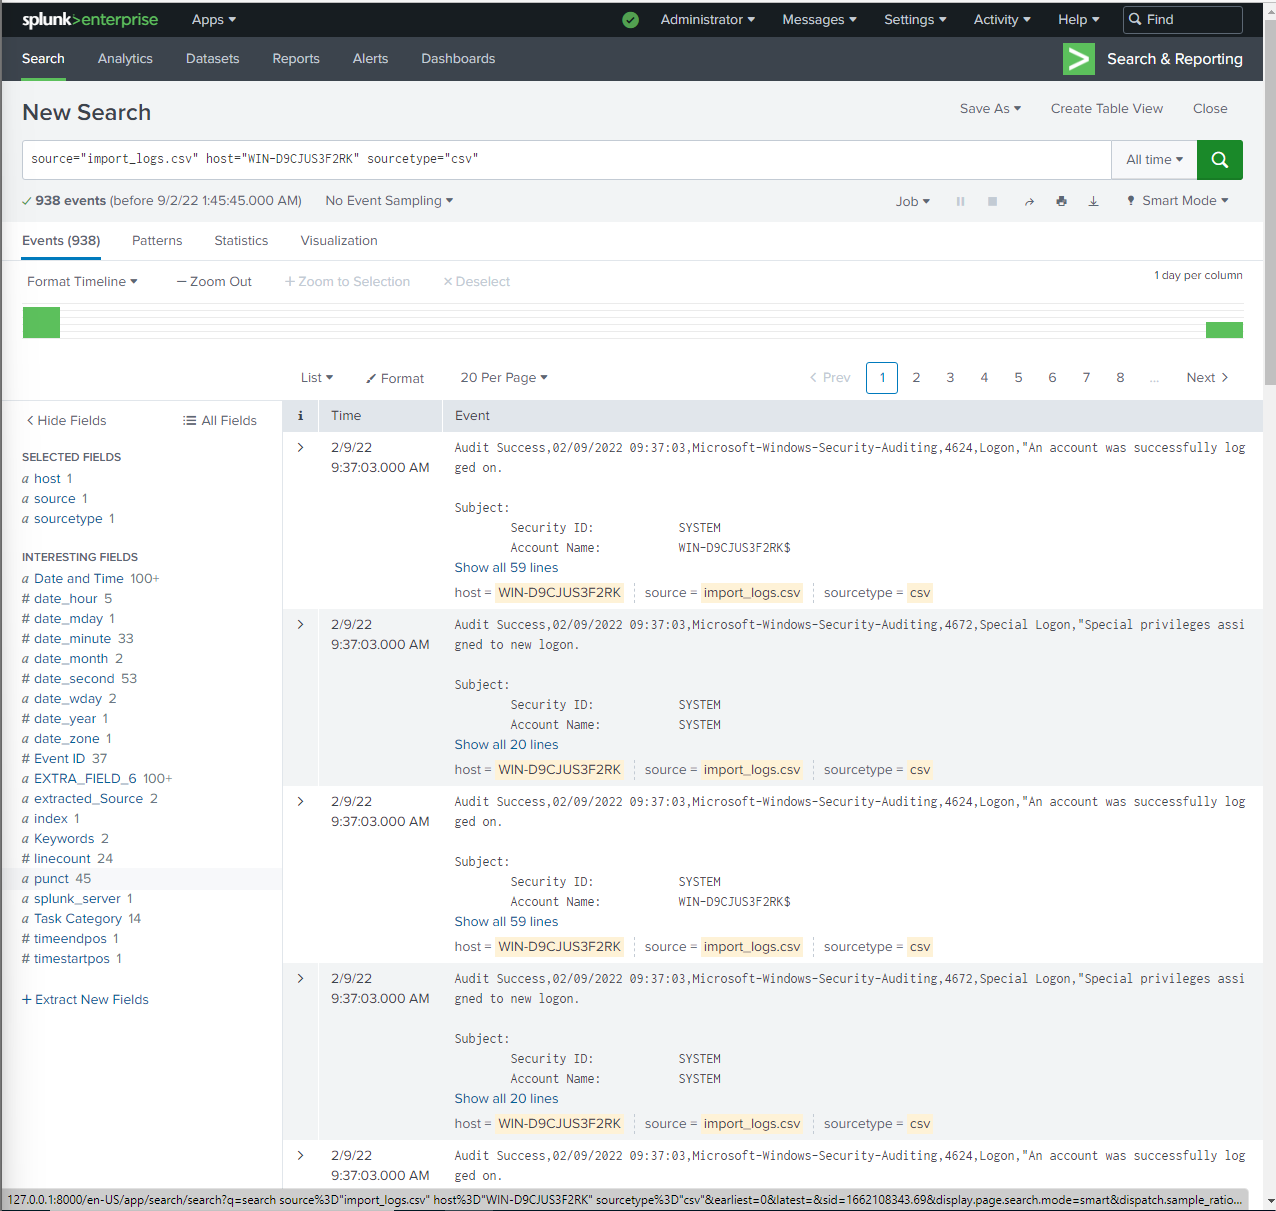 splunk>enterprise Apps Administrator Messages Settings Activity Help Find
Search Analytics Datasets Reports Alerts Dashboards Search & Reporting
New Search Save As Create Table View Close
source="import_logs.csv" host="WIN-D9CJUS3F2RK" sourcetype="csv" All time
938 events (before 9/2/22 1:45:45.000 AM) No Event Sampling Job Smart Mode
Events (938) Patterns Statistics Visualization
Format Timeline — Zoom Out + Zoom to Selection × Deselect 1 day per column
List Format 20 Per Page < Prev 1 2 3 4 5 6 7 8 ... Next >
< Hide Fields All Fields
SELECTED FIELDS
a host 1
a source 1
a sourcetype 1
INTERESTING FIELDS
a Date and Time 100+
# date_hour 5
# date_mday 1
# date_minute 33
a date_month 2
# date_second 53
a date_wday 2
# date_year 1
a date_zone 1
# Event ID 37
a EXTRA_FIELD_6 100+
a extracted_Source 2
a index 1
a Keywords 2
# linecount 24
a punct 45
a splunk_server 1
a Task Category 14
# timeendpos 1
# timestartpos 1
+ Extract New Fields
i Time Event
> 2/9/22 Audit Success,02/09/2022 09:37:03,Microsoft-Windows-Security-Auditing,4624,Logon,"An account was successfully log
9:37:03.000 AM ged on.
Subject:
Security ID: SYSTEM
Account Name: WIN-D9CJUS3F2RK$
Show all 59 lines
host = WIN-D9CJUS3F2RK source = import_logs.csv sourcetype = csv
> 2/9/22 Audit Success,02/09/2022 09:37:03,Microsoft-Windows-Security-Auditing,4672,Special Logon,"Special privileges assi
9:37:03.000 AM gned to new logon.
Subject:
Security ID: SYSTEM
Account Name: SYSTEM
Show all 20 lines
host = WIN-D9CJUS3F2RK source = import_logs.csv sourcetype = csv
> 2/9/22 Audit Success,02/09/2022 09:37:03,Microsoft-Windows-Security-Auditing,4624,Logon,"An account was successfully log
9:37:03.000 AM ged on.
Subject:
Security ID: SYSTEM
Account Name: WIN-D9CJUS3F2RK$
Show all 59 lines
host = WIN-D9CJUS3F2RK source = import_logs.csv sourcetype = csv
> 2/9/22 Audit Success,02/09/2022 09:37:03,Microsoft-Windows-Security-Auditing,4672,Special Logon,"Special privileges assi
9:37:03.000 AM gned to new logon.
Subject:
Security ID: SYSTEM
Account Name: SYSTEM
Show all 20 lines
host = WIN-D9CJUS3F2RK source = import_logs.csv sourcetype = csv
> 2/9/22 Audit Success,02/09/2022 09:37:03,Microsoft-Windows-Security-Auditing,4624,Logon,"An account was successfully log
9:37:03.000 AM ged on.
127.0.0.1:8000/en-US/app/search/search?q=search source%3D"import_logs.csv" host%3D"WIN-D9CJUS3F2RK" sourcetype%3D"csv"&earliest=0&latest=&sid=1662108343.69&display.page.search.mode=smart&dispatch.sample_ratio...